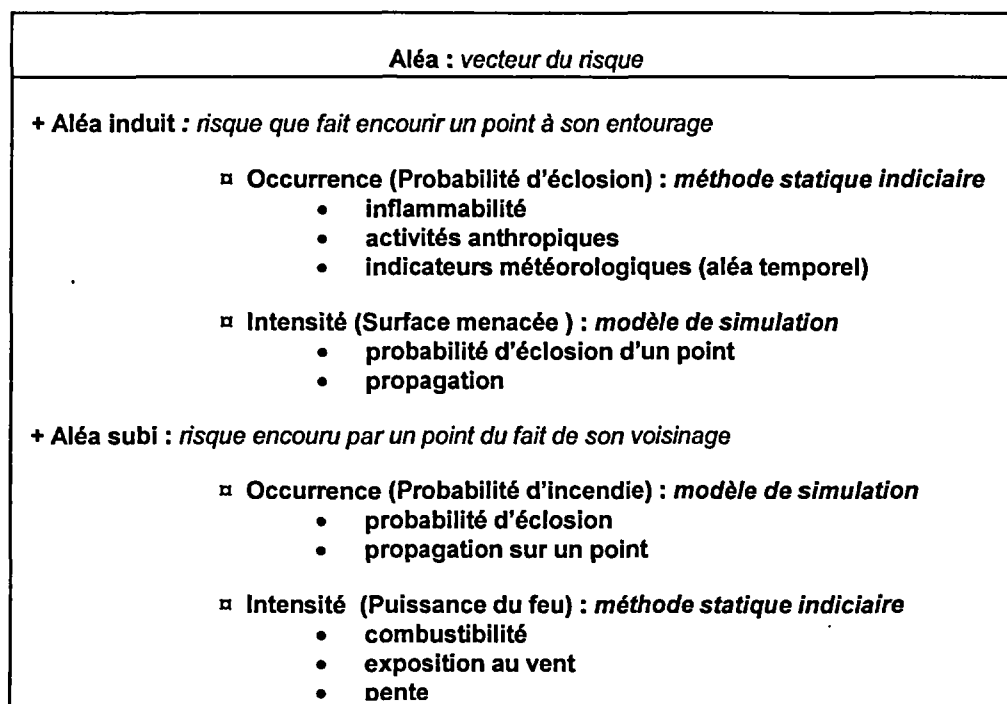 Aléa : vecteur du risque
+ Aléa induit : risque que fait encourir un point à son entourage
¤ Occurrence (Probabilité d'éclosion) : méthode statique indiciaire
• inflammabilité
• activités anthropiques
• indicateurs météorologiques (aléa temporel)
¤ Intensité (Surface menacée ) : modèle de simulation
• probabilité d'éclosion d'un point
• propagation
+ Aléa subi : risque encouru par un point du fait de son voisinage
¤ Occurrence (Probabilité d'incendie) : modèle de simulation
• probabilité d'éclosion
• propagation sur un point
¤ Intensité (Puissance du feu) : méthode statique indiciaire
• combustibilité
• exposition au vent
• pente